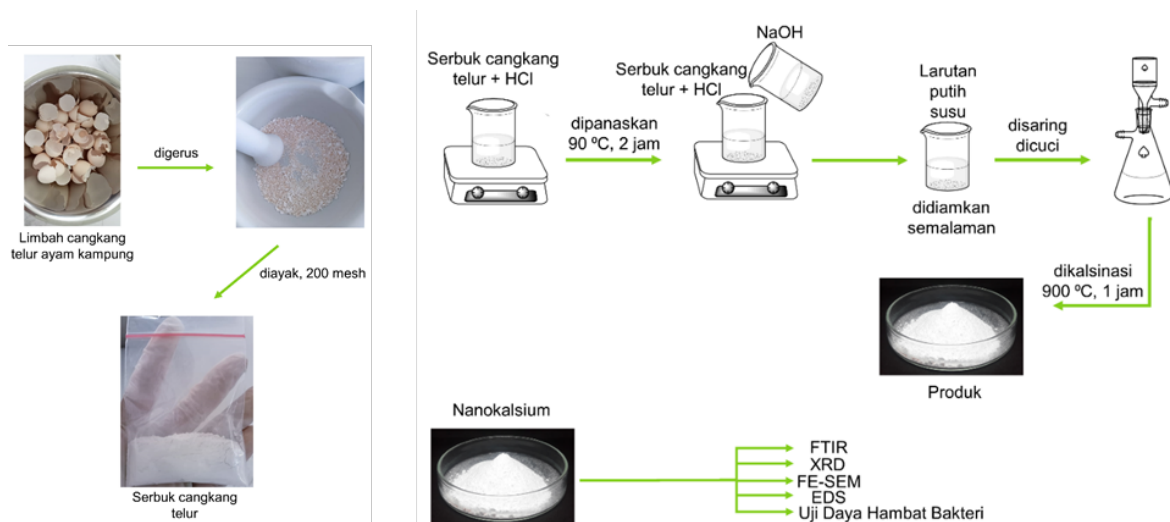 digerus
Limbah cangkang
telur ayam kampung
diayak, 200 mesh
Serbuk cangkang
telur
Serbuk cangkang
telur + HCl
dipanaskan
90 ºC, 2 jam
NaOH
Serbuk cangkang
telur + HCl
Larutan
putih
susu
didiamkan
semalaman
disaring
dicuci
dikalsinasi
900 ºC, 1 jam
Produk
Nanokalsium
FTIR
XRD
FE-SEM
EDS
Uji Daya Hambat Bakteri